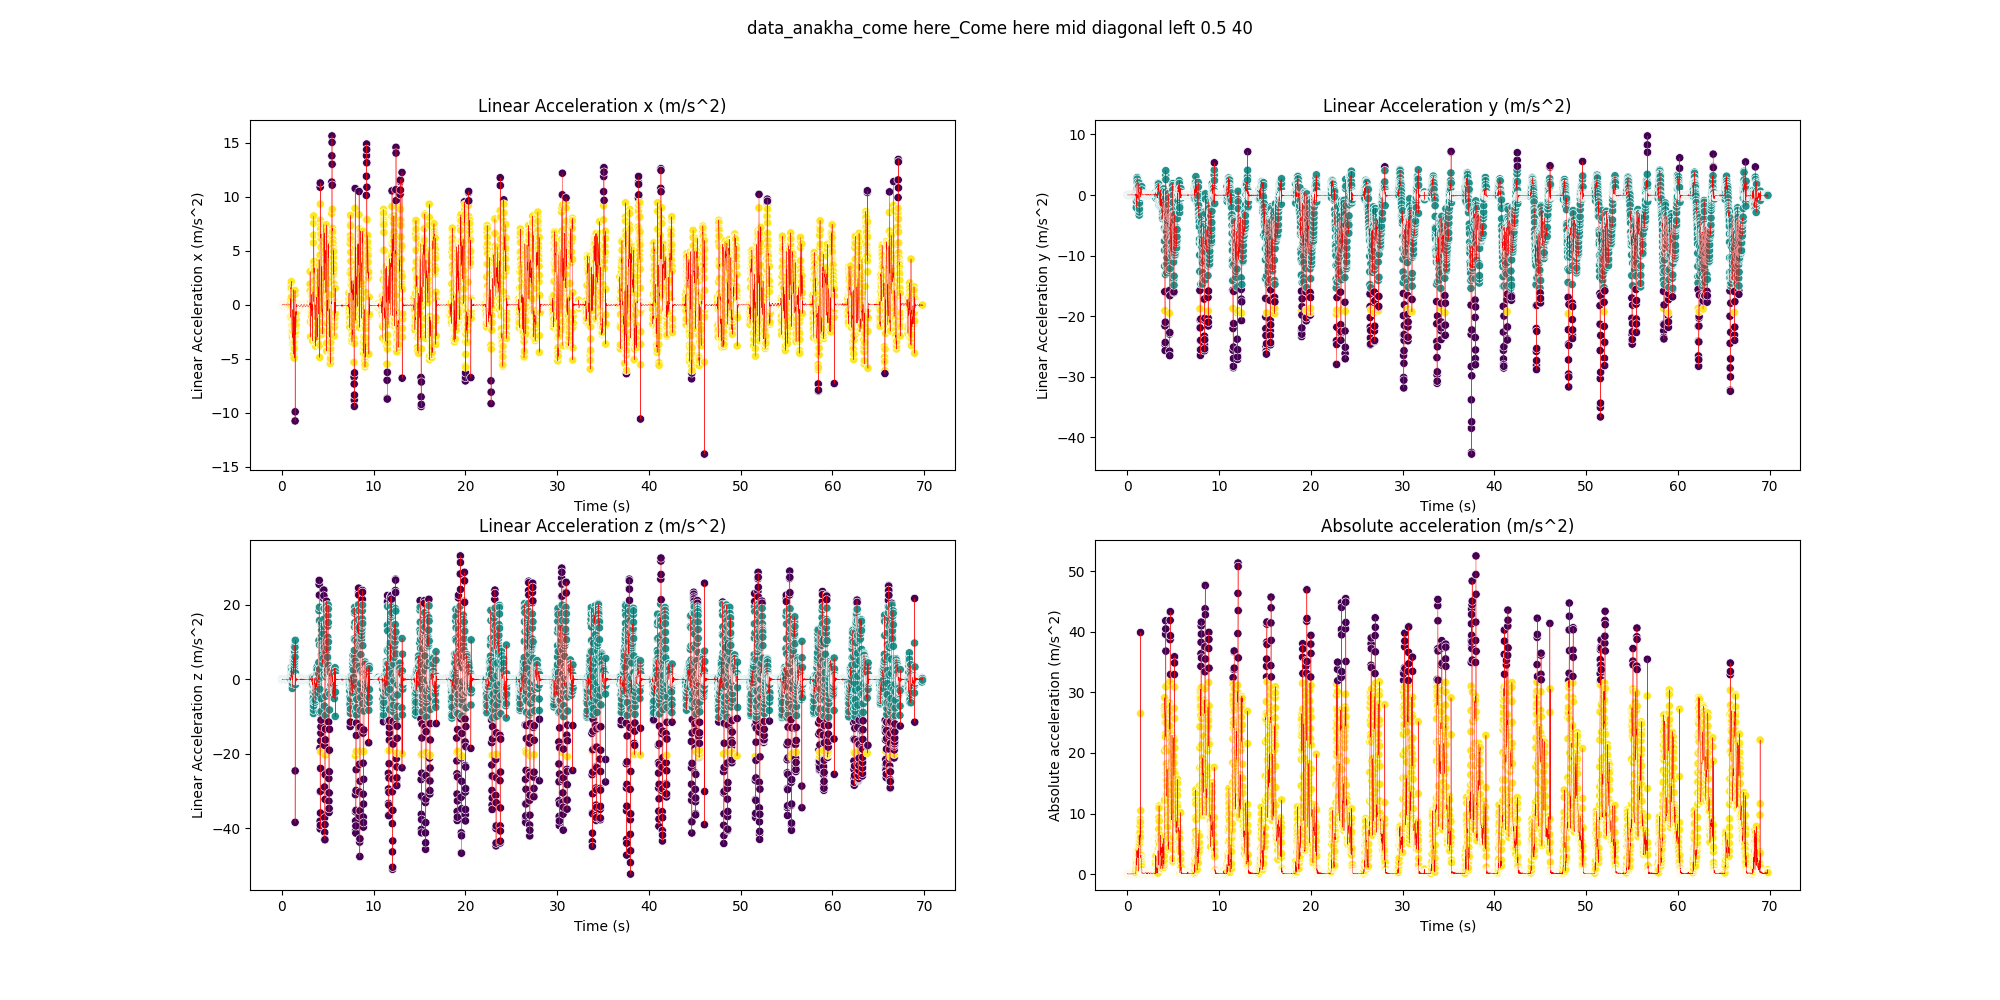 data_anakha_come here_Come here mid diagonal left 0.5 40
Linear Acceleration x (m/s^2)
Linear Acceleration x (m/s^2)
15
10
5
0
−5
−10
−15
0 10 20 30 40 50 60 70
Time (s)
Linear Acceleration y (m/s^2)
Linear Acceleration y (m/s^2)
10
0
−10
−20
−30
−40
0 10 20 30 40 50 60 70
Time (s)
Linear Acceleration z (m/s^2)
Linear Acceleration z (m/s^2)
20
0
−20
−40
0 10 20 30 40 50 60 70
Time (s)
Absolute acceleration (m/s^2)
Absolute acceleration (m/s^2)
50
40
30
20
10
0
0 10 20 30 40 50 60 70
Time (s)